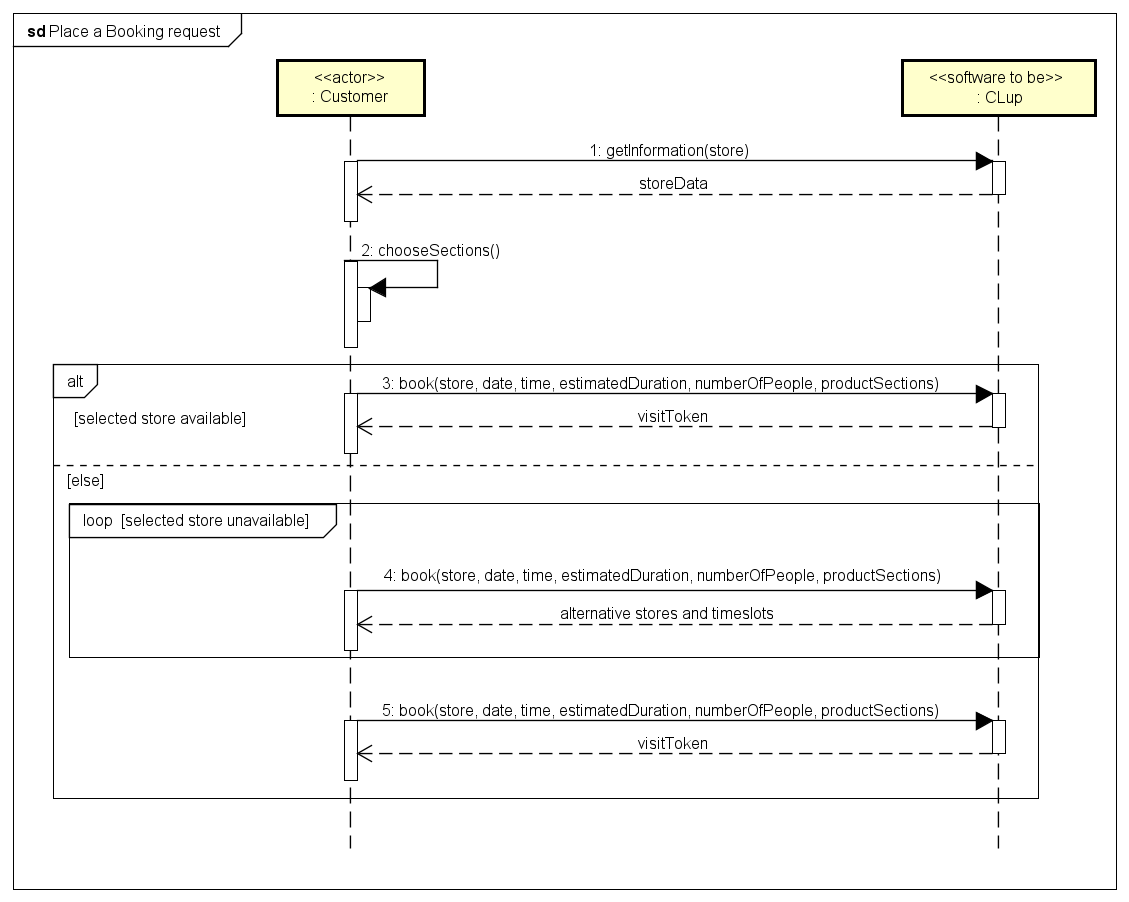 sd Place a Booking request
<<actor>>
: Customer
<<software to be>>
: CLup
1: getInformation(store)
storeData
2: chooseSections()
alt
3: book(store, date, time, estimatedDuration, numberOfPeople, productSections)
[selected store available]
visitToken
[else]
loop [selected store unavailable]
4: book(store, date, time, estimatedDuration, numberOfPeople, productSections)
alternative stores and timeslots
5: book(store, date, time, estimatedDuration, numberOfPeople, productSections)
visitToken